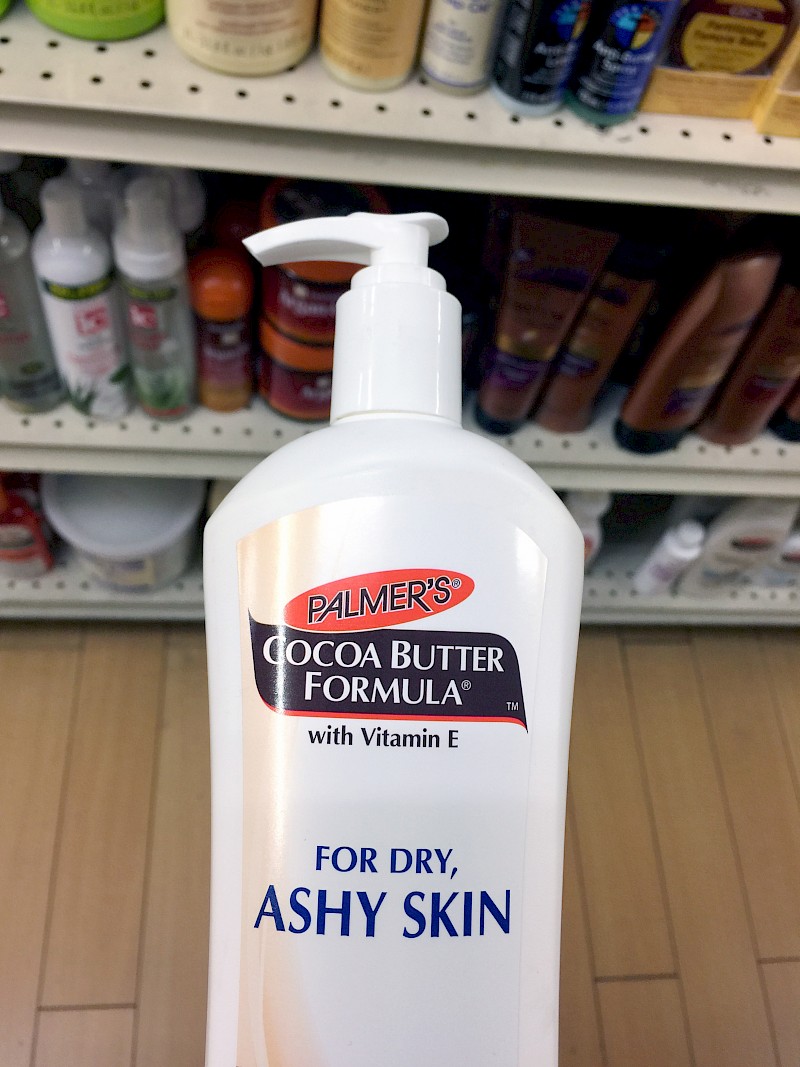 PALMER'S®
COCOA BUTTER
FORMULA®
TM
with Vitamin E
FOR DRY,
ASHY SKIN